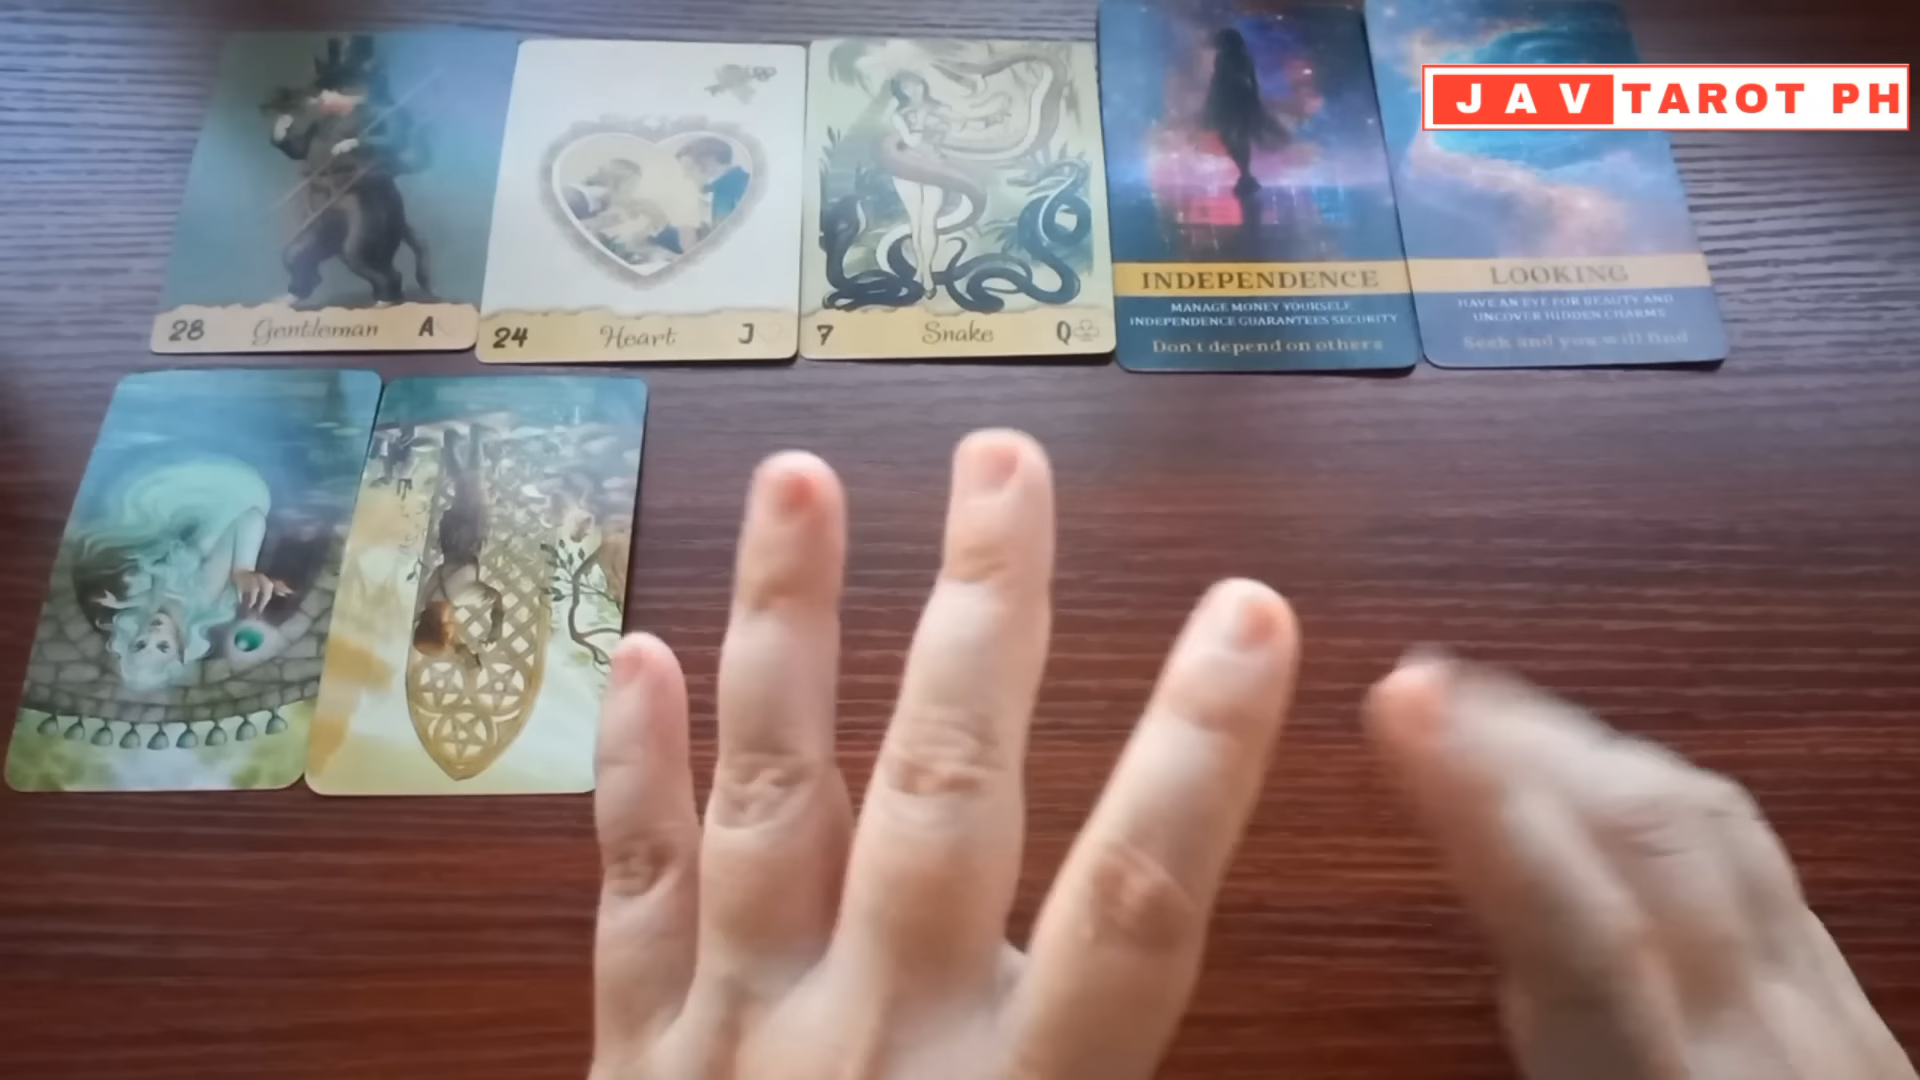 JAV TAROT PH
28 Gentleman A
24 Heart J
7 Snake Q
INDEPENDENCE
MANAGE MONEY YOURSELF
INDEPENDENCE GUARANTEES SECURITY
Don't depend on others
LOOKING
HAVE AN EYE FOR BEAUTY AND
UNCOVER HIDDEN CHARMS
Seek and you will find